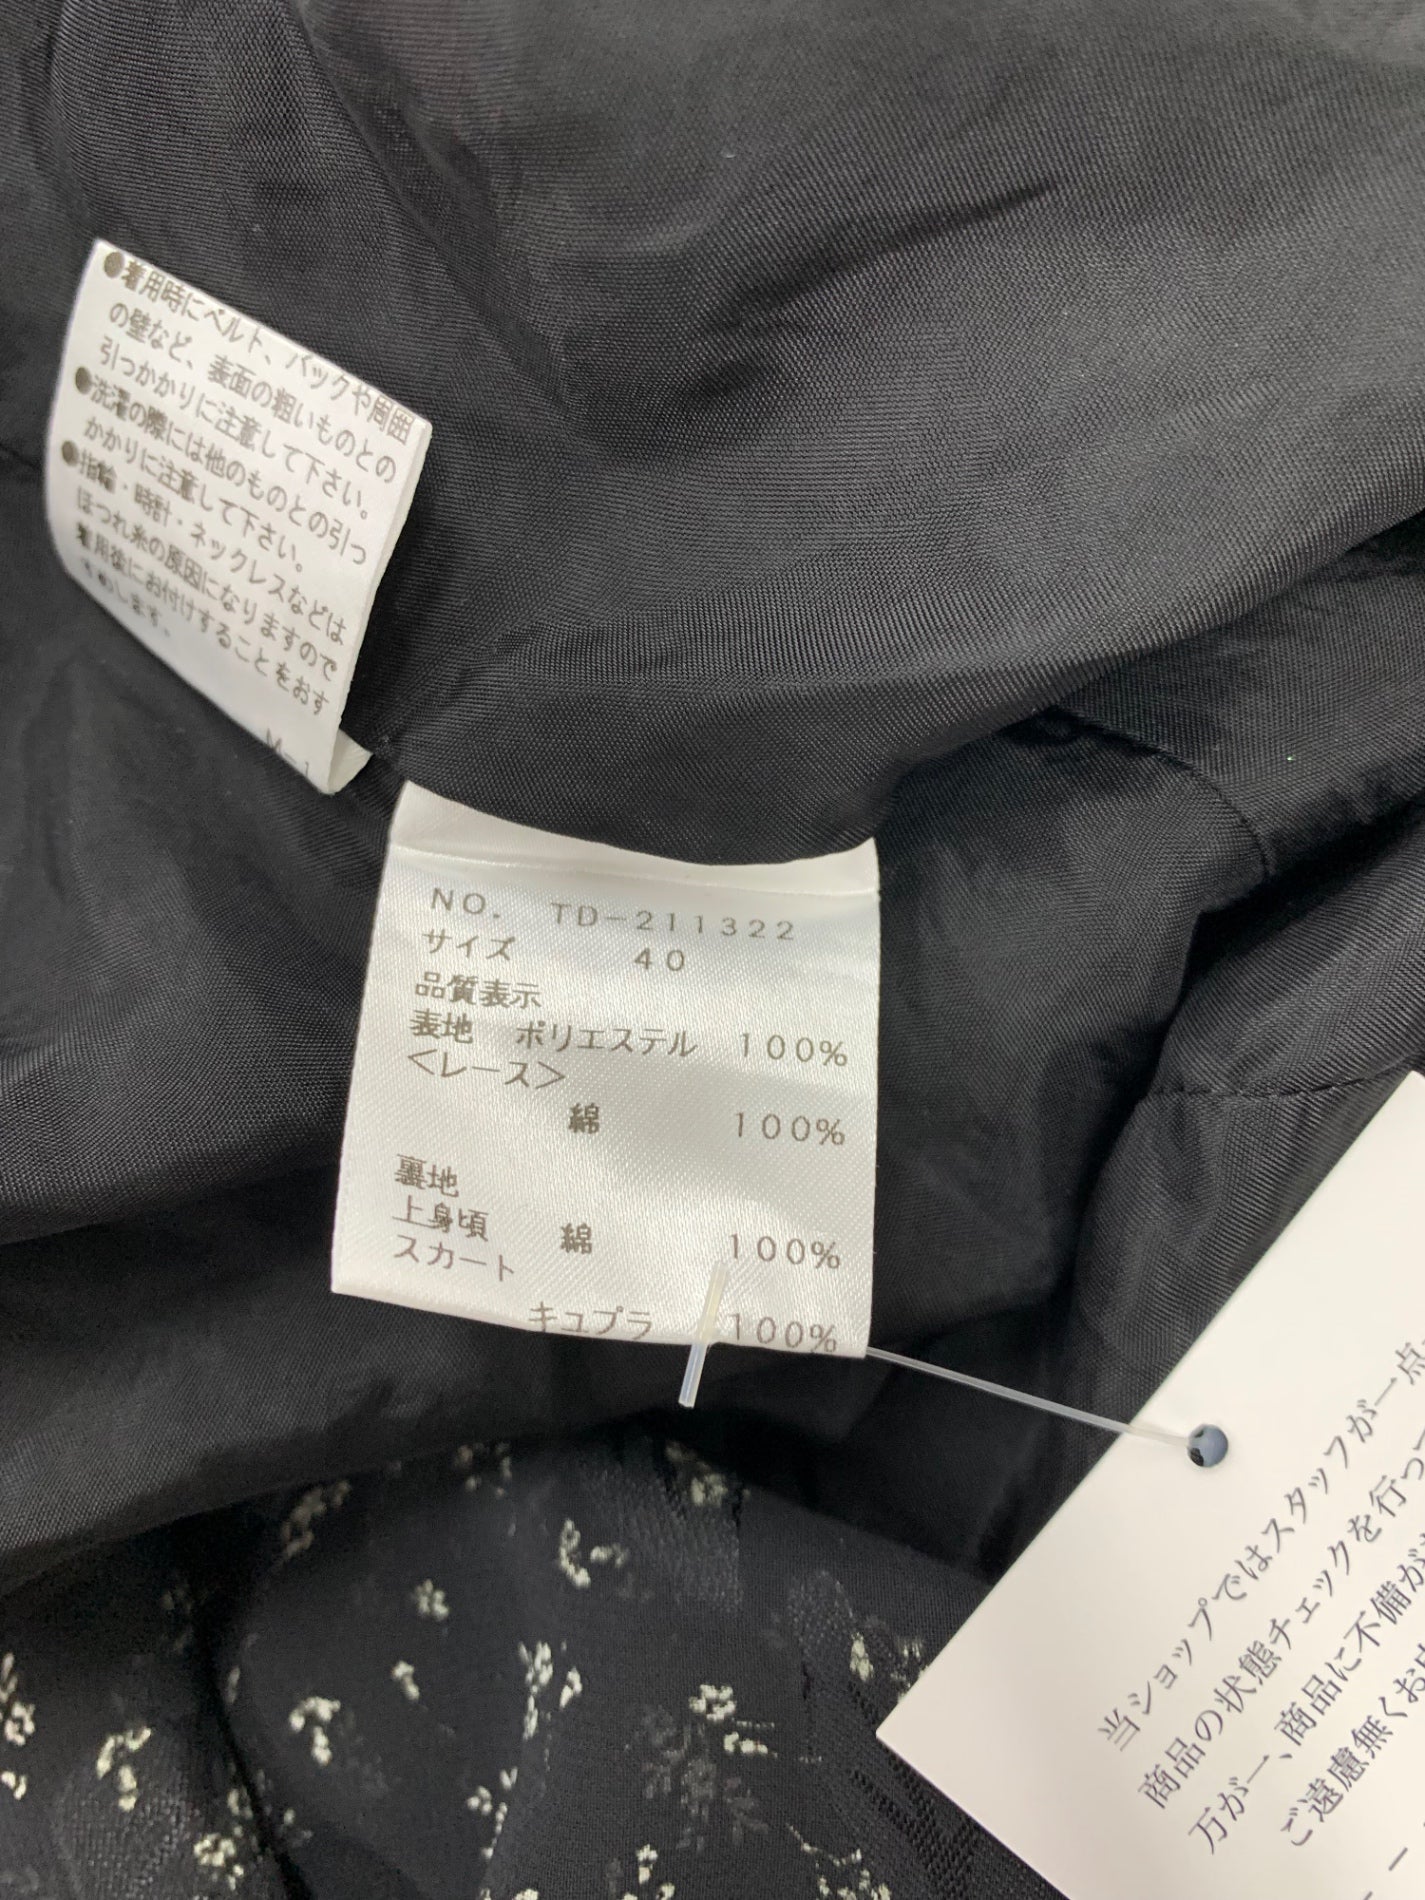 ●着用時にベルト、バックや周囲
の壁など、表面の粗いものとの
引つかかりに注意して下さい。
●洗濯の際には他のものとの引つ
かかりに注意して下さい。
●指輪・時計・ネックレスなどは
ほつれ糸の原因になりますので
着用後にお付けすることをおす
すめします。
M-1
NO. TD-211322
サイズ 40
品質表示
表地 ポリエステル 100%
<レース>
綿 100%
裏地
上身頃 綿 100%
スカート
キュプラ 100%
当ショップではスタッフが一点
商品の状態チェックを行っ
万が一、商品に不備が
ご遠慮無くお